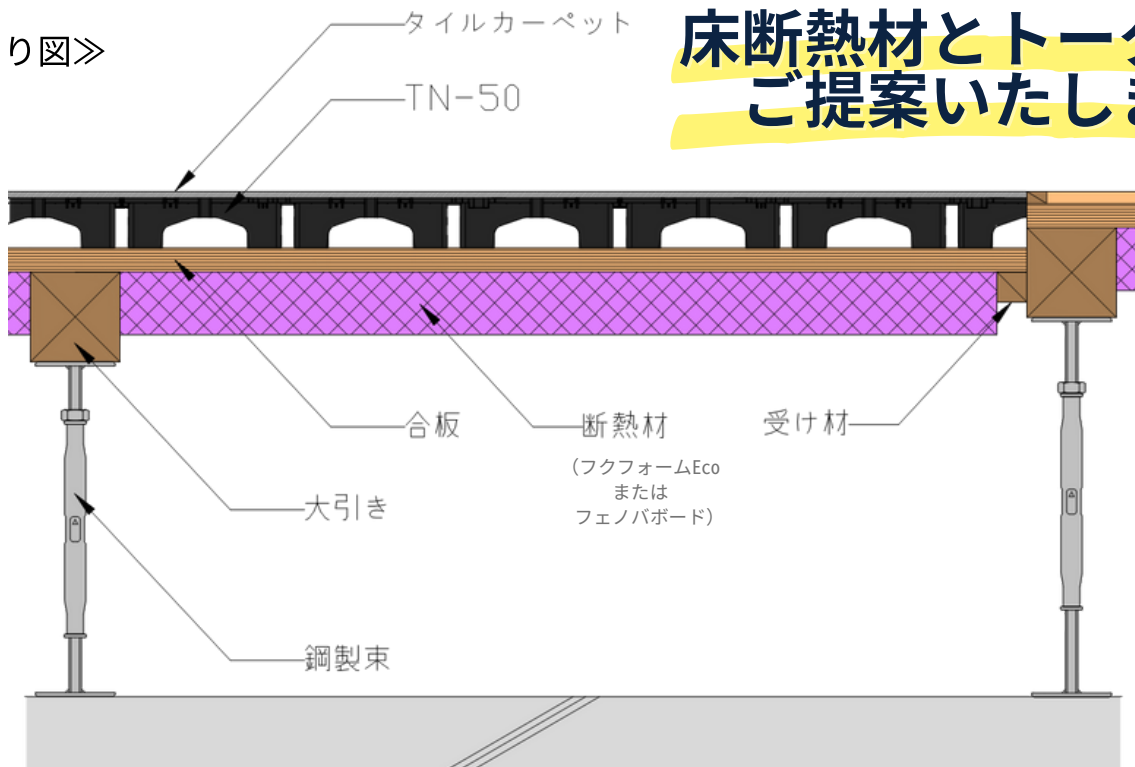 り図≫
床断熱材とトー
ご提案いたし
タイルカーペット
TN-50
合板
断熱材
受け材
（フクフォームEco
または
フェノバボード）
大引き
鋼製束